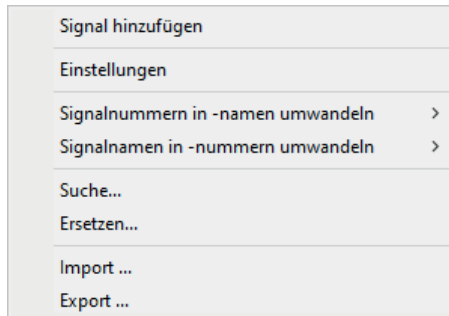 Signal hinzufügen
Einstellungen
Signalnummern in -namen umwandeln
Signalnamen in -nummern umwandeln
Suche...
Ersetzen...
Import ...
Export ...